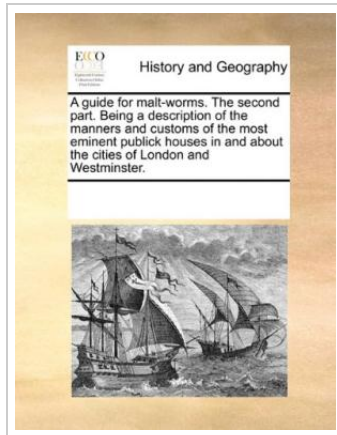 ECCO
History and Geography
A guide for malt-worms. The second
part. Being a description of the
manners and customs of the most
eminent publick houses in and about
the cities of London and
Westminster.